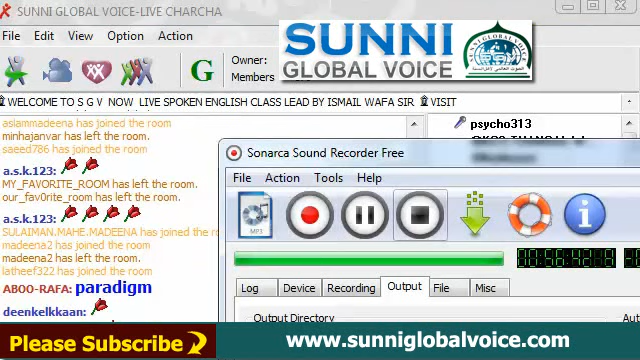 SUNNI GLOBAL VOICE-LIVE CHARCHA
File Edit View Option Action
SUNNI
GLOBAL VOICE
G
Owner:
Members
WELCOME TO S G V NOW LIVE SPOKEN ENGLISH CLASS LEAD BY ISMAIL WAFA SIR VISIT
aslammadeena has joined the room
minhajanvar has left the room.
saeed786 has joined the room
a.s.k.123:
MY_FAVORITE_ROOM has left the room.
our_fav0rite_room has left the room.
a.s.k.123:
SULAIMAN.MAHE.MADEENA has joined the ro
madeena2 has joined the room
madeena2 has left the room.
latheef322 has joined the room
ABOO-RAFA: paradigm
deenkelkkaan:
psycho313
Sonarca Sound Recorder Free
File Action Tools Help
MP3
Log Device Recording Output File Misc
Output Directory
Please Subscribe
www.sunniglobalvoice.com